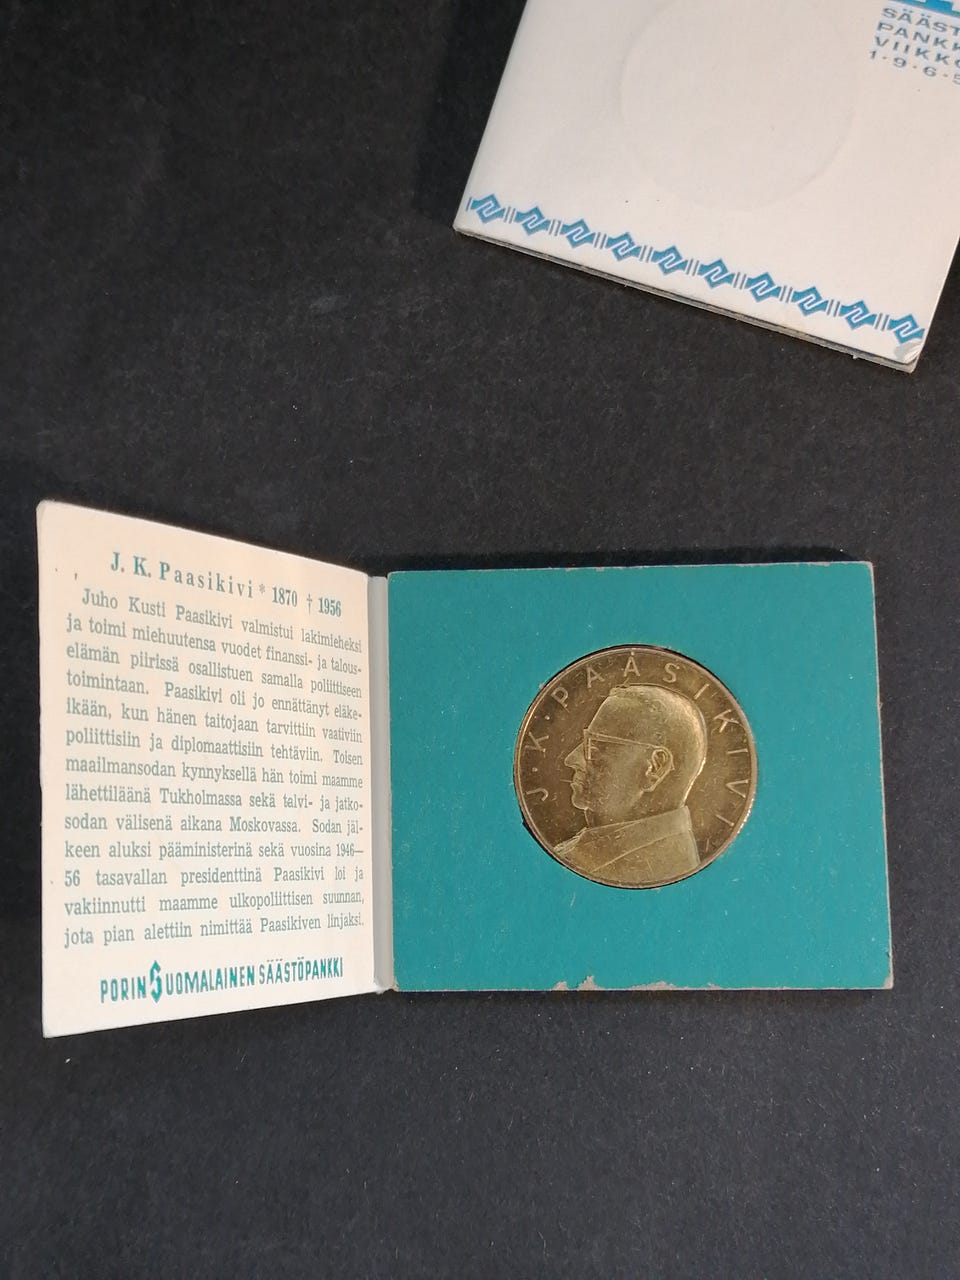 SÄÄST
PANKK
VIIKKO
1·9·6·5
J. K. Paasikivi * 1870 † 1956
Juho Kusti Paasikivi valmistui lakimieheksi
ja toimi miehuutensa vuodet finanssi- ja talous-
elämän piirissä osallistuen samalla poliittiseen
toimintaan. Paasikivi oli jo ennättänyt eläke-
ikään, kun hänen taitojaan tarvittiin vaativiin
poliittisiin ja diplomaattisiin tehtäviin. Toisen
maailmansodan kynnyksellä hän toimi maamme
lähettiläänä Tukholmassa sekä talvi- ja jatko-
sodan välisenä aikana Moskovassa. Sodan jäl-
keen aluksi pääministerinä sekä vuosina 1946—
56 tasavallan presidenttinä Paasikivi loi ja
vakiinnutti maamme ulkopoliittisen suunnan,
jota pian alettiin nimittää Paasikiven linjaksi.
PORIN SUOMALAINEN SÄÄSTÖPANKKI
J·K·PAASIKIVI